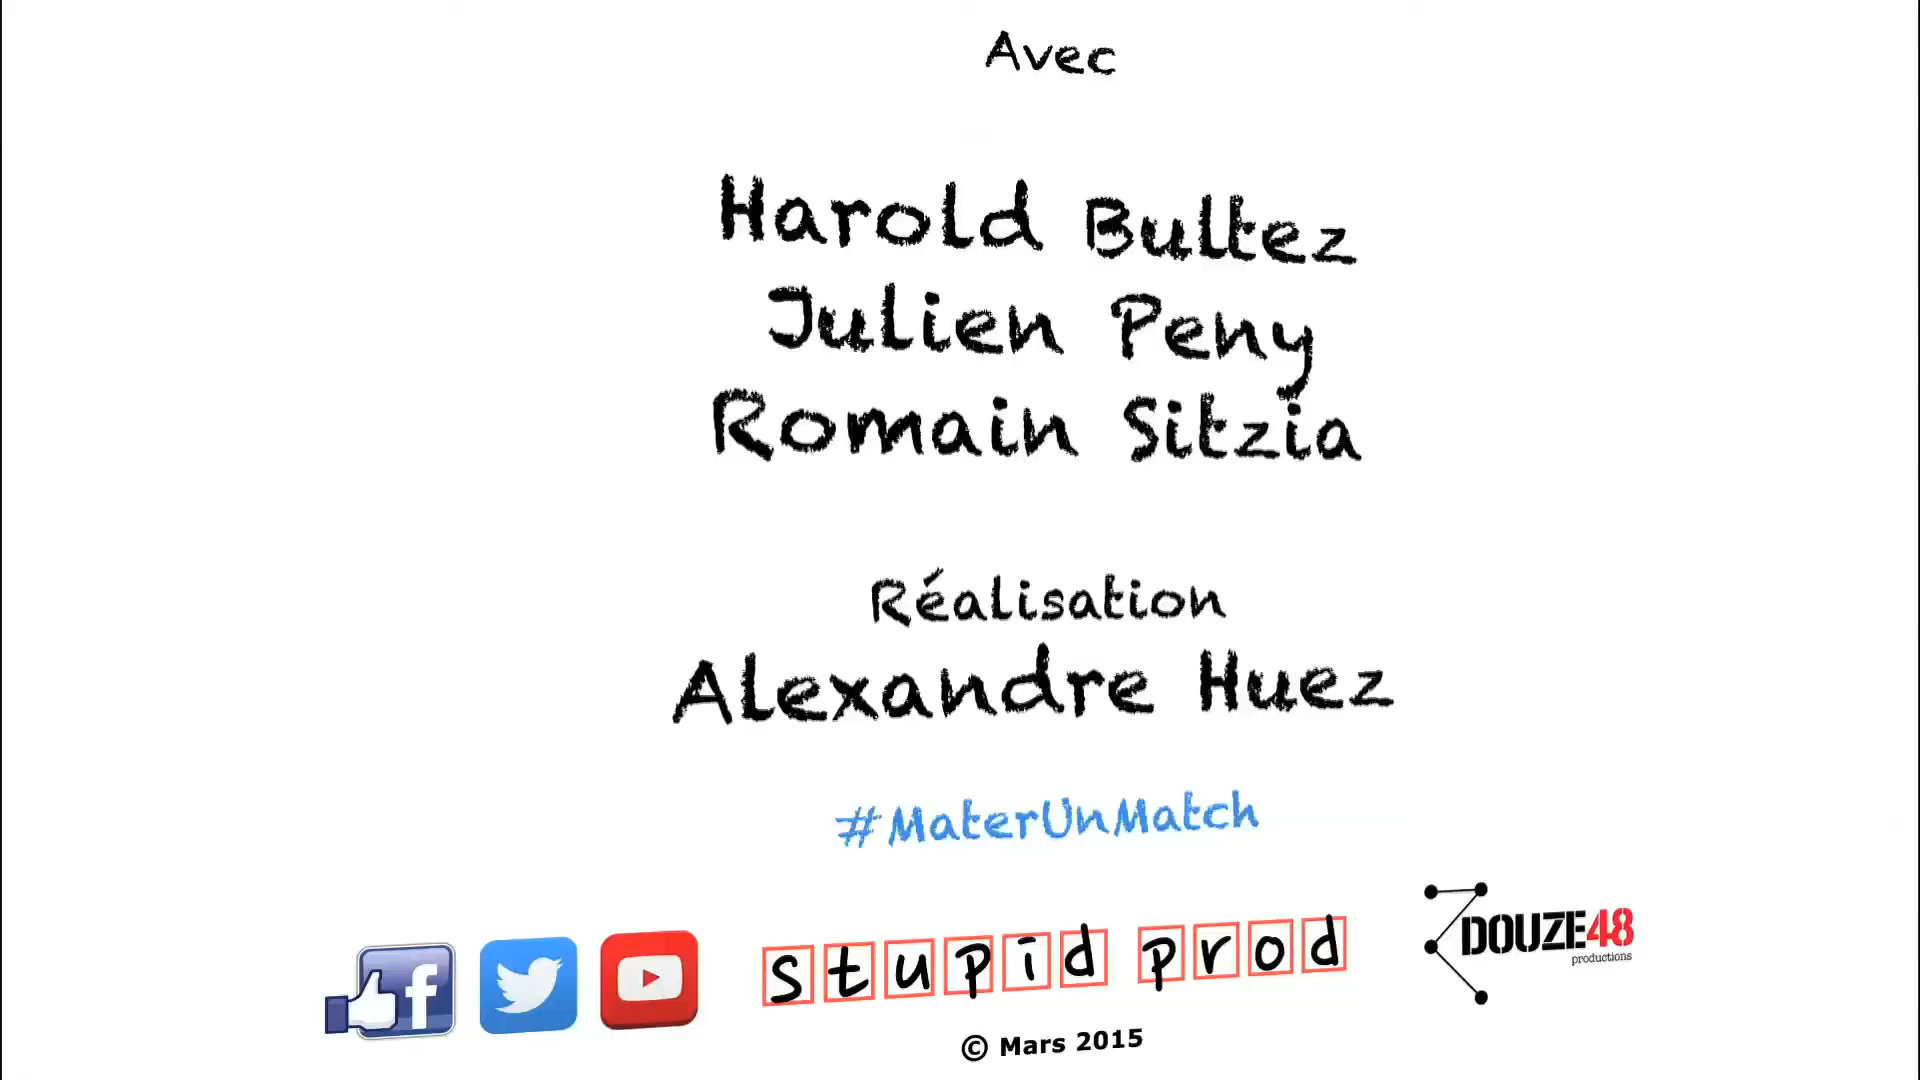 Avec
Harold Bultez
Julien Peny
Romain Sitzia
Réalisation
Alexandre Huez
#MaterUnMatch
stupid prod
DOUZE48
productions
© Mars 2015